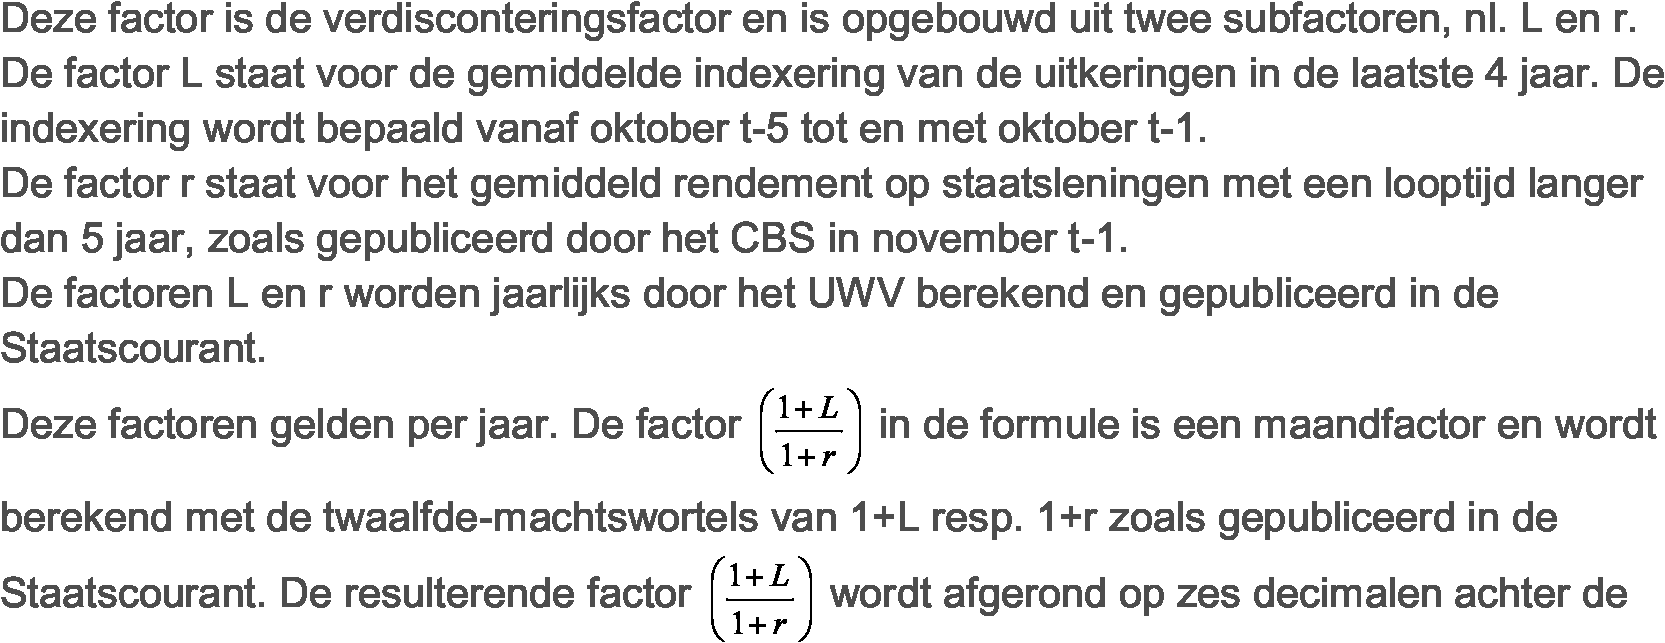 Deze factor is de verdisconteringsfactor en is opgebouwd uit twee subfactoren, nl. L en r.
De factor L staat voor de gemiddelde indexering van de uitkeringen in de laatste 4 jaar. De
indexering wordt bepaald vanaf oktober t-5 tot en met oktober t-1.
De factor r staat voor het gemiddeld rendement op staatsleningen met een looptijd langer
dan 5 jaar, zoals gepubliceerd door het CBS in november t-1.
De factoren L en r worden jaarlijks door het UWV berekend en gepubliceerd in de
Staatscourant.
Deze factoren gelden per jaar. De factor \left(\frac{1+L}{1+r}\right) in de formule is een maandfactor en wordt
berekend met de twaalfde-machtswortels van 1+L resp. 1+r zoals gepubliceerd in de
Staatscourant. De resulterende factor \left(\frac{1+L}{1+r}\right) wordt afgerond op zes decimalen achter de